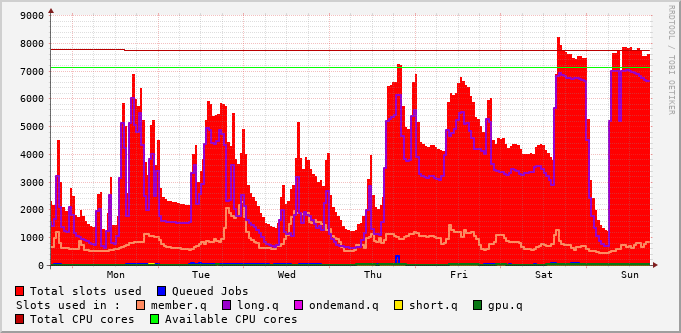 9000
8000
7000
6000
5000
4000
3000
2000
1000
0
Mon Tue Wed Thu Fri Sat Sun
RRDTOOL / TOBI OETIKER
Total slots used Queued Jobs
Slots used in : member.q long.q ondemand.q short.q gpu.q
Total CPU cores Available CPU cores